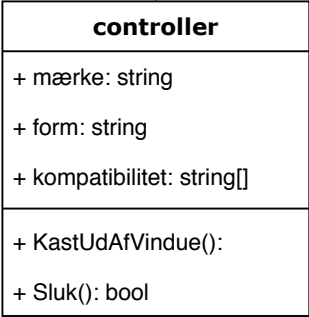 controller
+ mærke: string
+ form: string
+ kompatibilitet: string[]
+ KastUdAfVindue():
+ Sluk(): bool